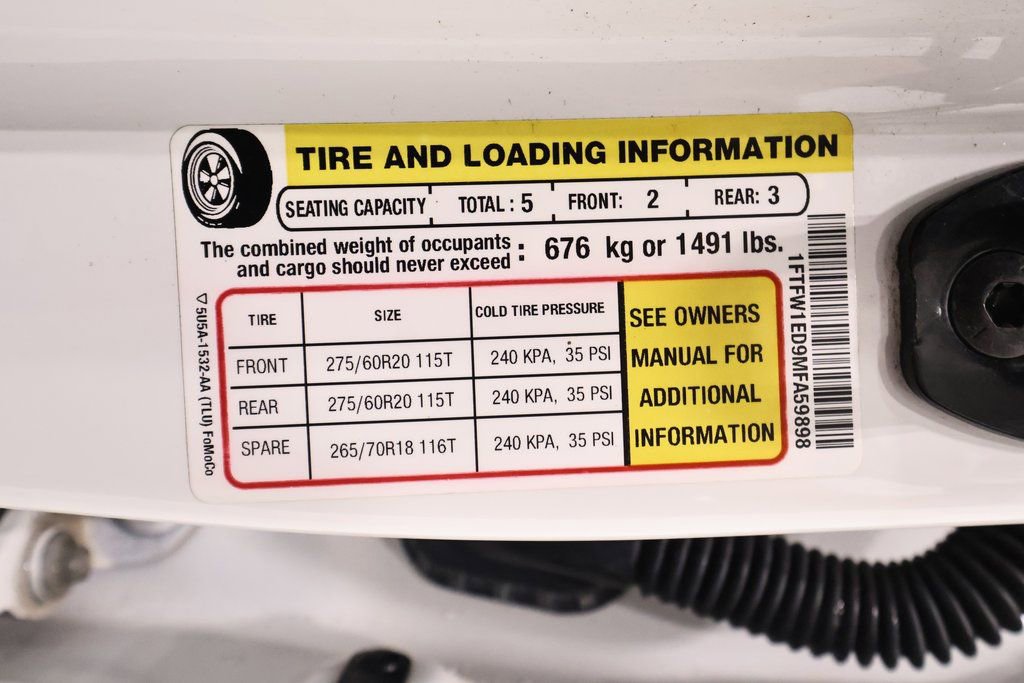 TIRE AND LOADING INFORMATION
SEATING CAPACITY TOTAL : 5 FRONT: 2 REAR: 3
The combined weight of occupants
and cargo should never exceed : 676 kg or 1491 lbs.
TIRE SIZE COLD TIRE PRESSURE
FRONT 275/60R20 115T 240 KPA, 35 PSI
REAR 275/60R20 115T 240 KPA, 35 PSI
SPARE 265/70R18 116T 240 KPA, 35 PSI
SEE OWNERS
MANUAL FOR
ADDITIONAL
INFORMATION
5U5A-1532-AA (TLU) FoMoCo
1FTFW1ED9MFA59898